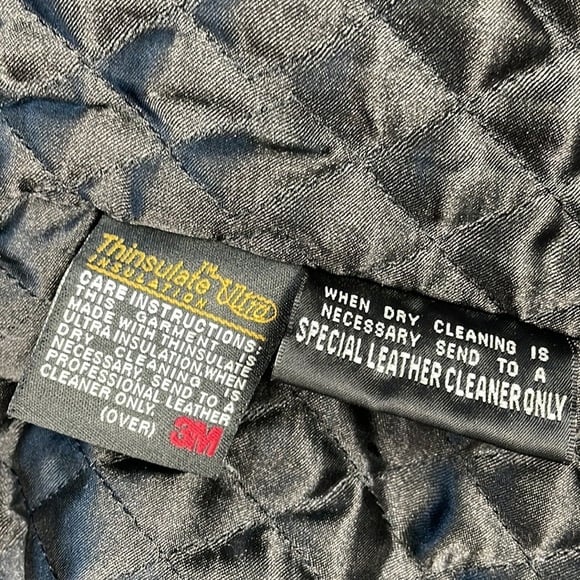 Thinsulate™ Ultra
INSULATION
CARE INSTRUCTIONS:
THIS GARMENT IS
MADE WITH THINSULATE
ULTRA INSULATION.WHEN
DRY CLEANING IS
NECESSARY, SEND TO A
PROFESSIONAL LEATHER
CLEANER ONLY.
(OVER) 3M
WHEN DRY CLEANING IS
NECESSARY SEND TO A
SPECIAL LEATHER CLEANER ONLY